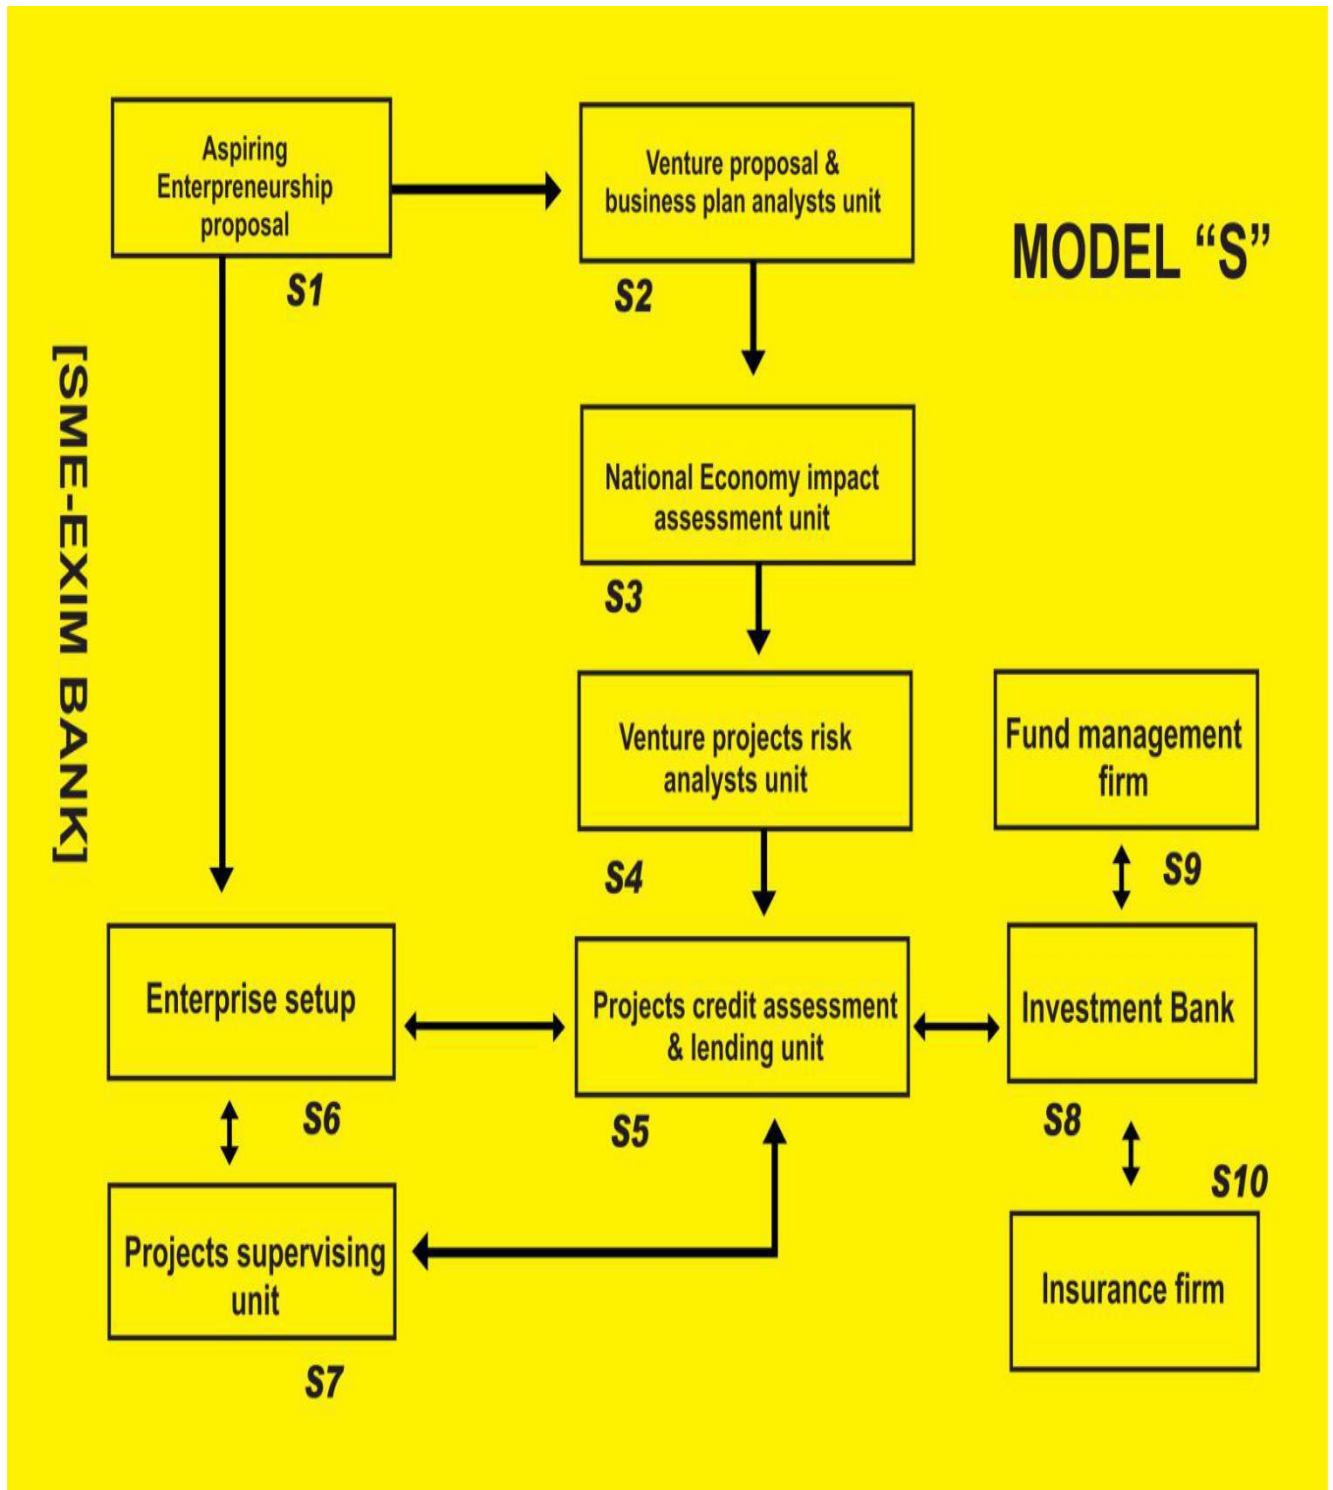 Aspiring
Enterpreneurship
proposal
S1
Venture proposal &
business plan analysts unit
S2
MODEL “S”
[SME-EXIM BANK]
National Economy impact
assessment unit
S3
Venture projects risk
analysts unit
S4
Fund management
firm
S9
Enterprise setup
S6
Projects credit assessment
& lending unit
S5
Investment Bank
S8
S10
Projects supervising
unit
S7
Insurance firm